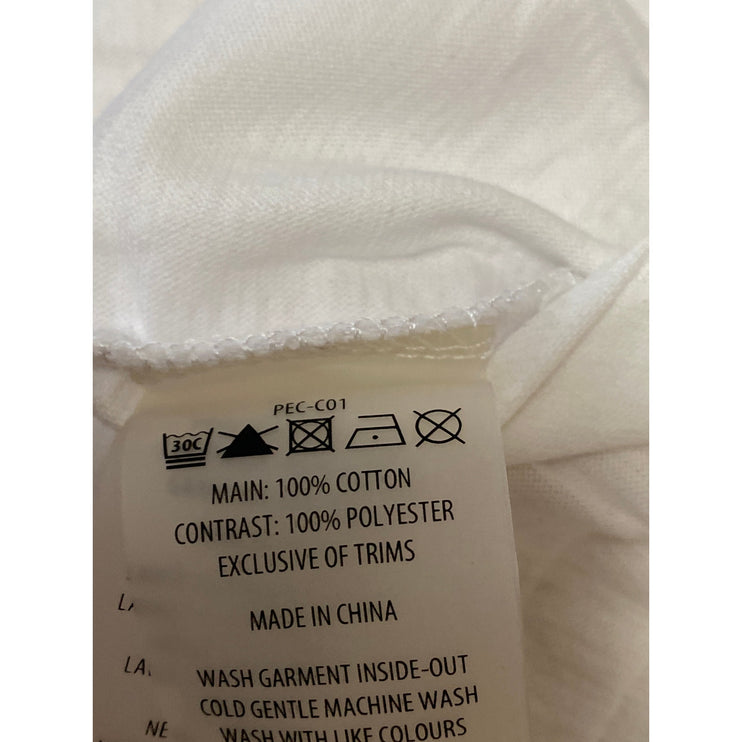 PEC-C01
30C
MAIN: 100% COTTON
CONTRAST: 100% POLYESTER
EXCLUSIVE OF TRIMS
MADE IN CHINA
WASH GARMENT INSIDE-OUT
COLD GENTLE MACHINE WASH
WASH WITH LIKE COLOURS